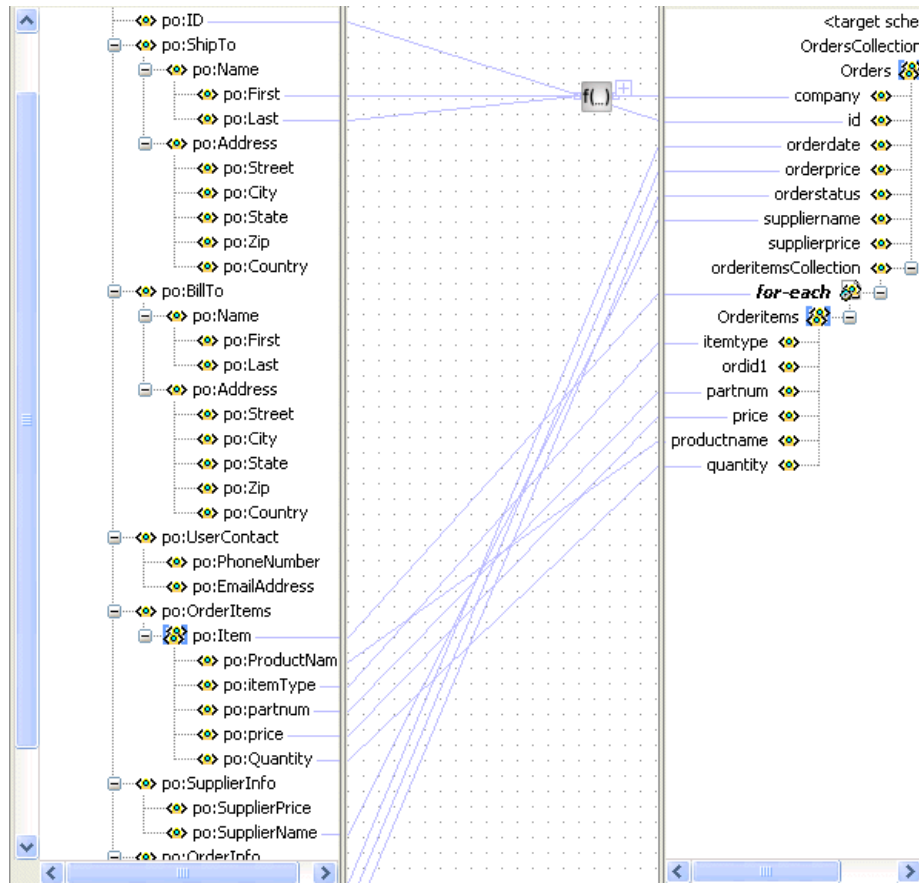 po:ID
po:ShipTo
po:Name
po:First
po:Last
po:Address
po:Street
po:City
po:State
po:Zip
po:Country
po:BillTo
po:Name
po:First
po:Last
po:Address
po:Street
po:City
po:State
po:Zip
po:Country
po:UserContact
po:PhoneNumber
po:EmailAddress
po:OrderItems
po:Item
po:ProductNam
po:itemType
po:partnum
po:price
po:Quantity
po:SupplierInfo
po:SupplierPrice
po:SupplierName
po:OrderInfo
f(...)
<target sche
OrdersCollection
Orders
company
id
orderdate
orderprice
orderstatus
suppliername
supplierprice
orderitemsCollection
for-each
Orderitems
itemtype
ordid1
partnum
price
productname
quantity